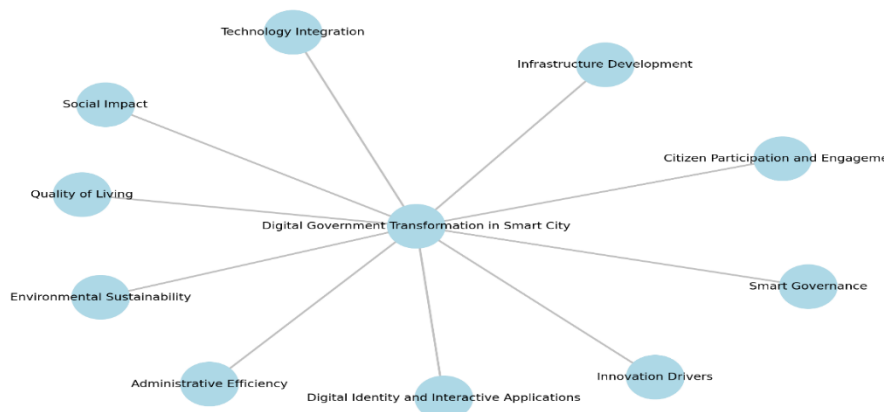 Technology Integration
Infrastructure Development
Social Impact
Citizen Participation and Engageme
Quality of Living
Digital Government Transformation in Smart City
Smart Governance
Environmental Sustainability
Innovation Drivers
Administrative Efficiency
Digital Identity and Interactive Applications